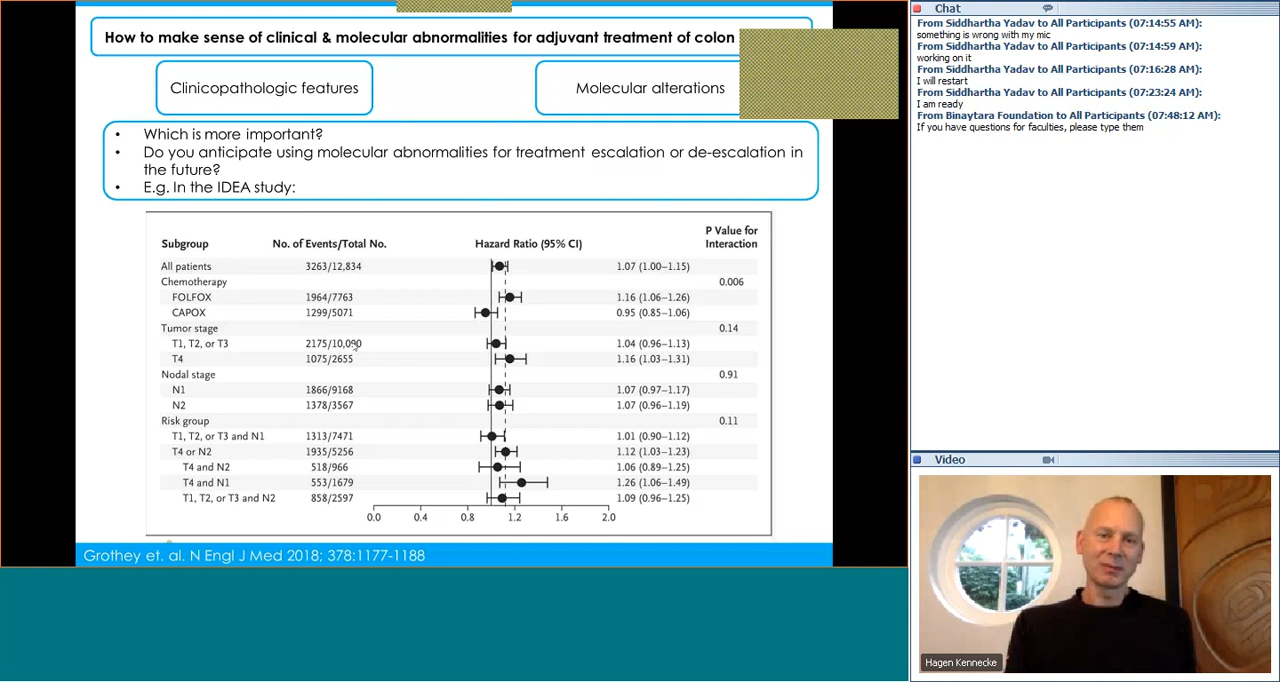 How to make sense of clinical & molecular abnormalities for adjuvant treatment of colon
Clinicopathologic features
Molecular alterations
• Which is more important?
• Do you anticipate using molecular abnormalities for treatment escalation or de-escalation in
the future?
• E.g. In the IDEA study:
Subgroup No. of Events/Total No. Hazard Ratio (95% CI) P Value for
Interaction
All patients 3263/12,834 1.07 (1.00–1.15)
Chemotherapy 0.006
FOLFOX 1964/7763 1.16 (1.06–1.26)
CAPOX 1299/5071 0.95 (0.85–1.06)
Tumor stage 0.14
T1, T2, or T3 2175/10,090 1.04 (0.96–1.13)
T4 1075/2655 1.16 (1.03–1.31)
Nodal stage 0.91
N1 1866/9168 1.07 (0.97–1.17)
N2 1378/3567 1.07 (0.96–1.19)
Risk group 0.11
T1, T2, or T3 and N1 1313/7471 1.01 (0.90–1.12)
T4 or N2 1935/5256 1.12 (1.03–1.23)
T4 and N2 518/966 1.06 (0.89–1.25)
T4 and N1 553/1679 1.26 (1.06–1.49)
T1, T2, or T3 and N2 858/2597 1.09 (0.96–1.25)
0.0 0.4 0.8 1.2 1.6 2.0
Grothey et. al. N Engl J Med 2018; 378:1177-1188
Chat
From Siddhartha Yadav to All Participants (07:14:55 AM):
something is wrong with my mic
From Siddhartha Yadav to All Participants (07:14:59 AM):
working on it
From Siddhartha Yadav to All Participants (07:16:28 AM):
I will restart
From Siddhartha Yadav to All Participants (07:23:24 AM):
I am ready
From Binaytara Foundation to All Participants (07:48:12 AM):
If you have questions for faculties, please type them
Video
Hagen Kennecke